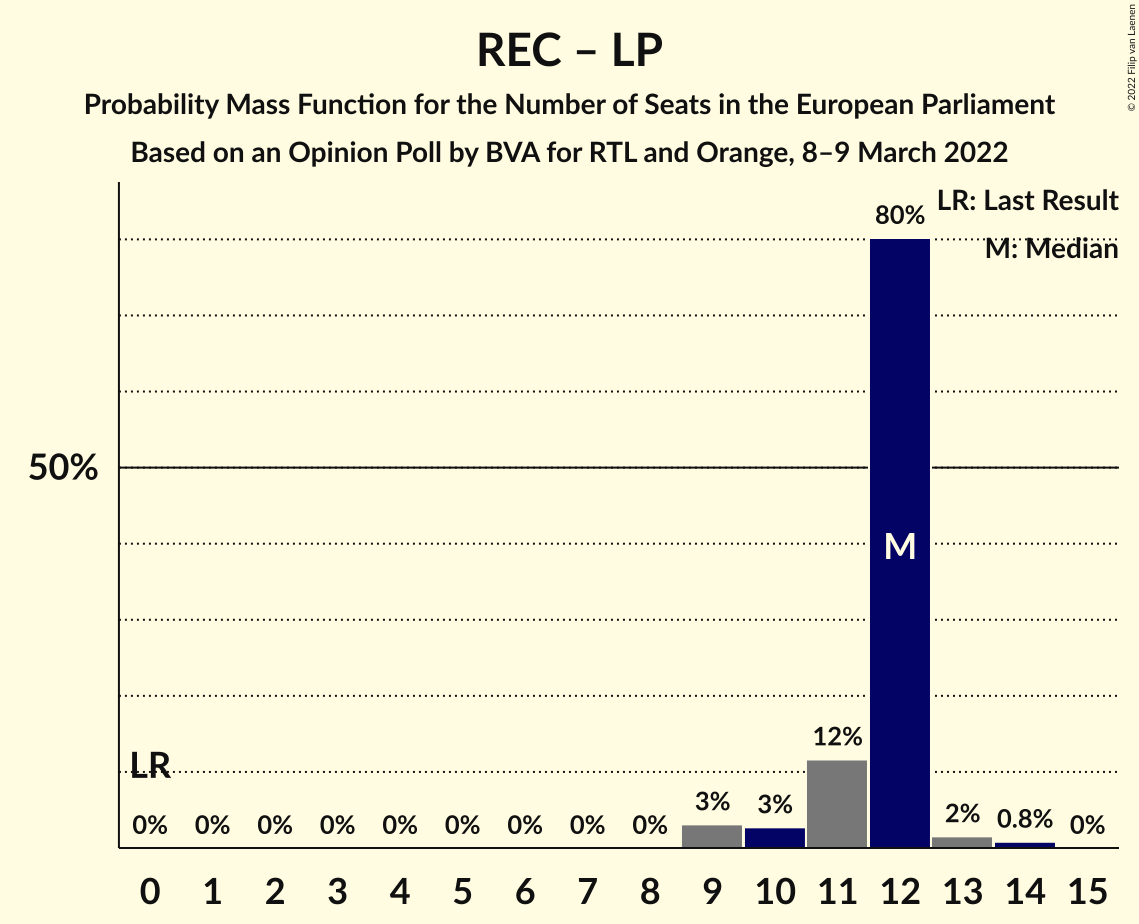 REC – LP
Probability Mass Function for the Number of Seats in the European Parliament
Based on an Opinion Poll by BVA for RTL and Orange, 8–9 March 2022
© 2022 Filip van Laenen
LR: Last Result
M: Median
80%
50%
M
LR
12%
3%
3%
2%
0.8%
0%
0% 0% 0% 0% 0% 0% 0% 0% 0%
0 1 2 3 4 5 6 7 8 9 10 11 12 13 14 15